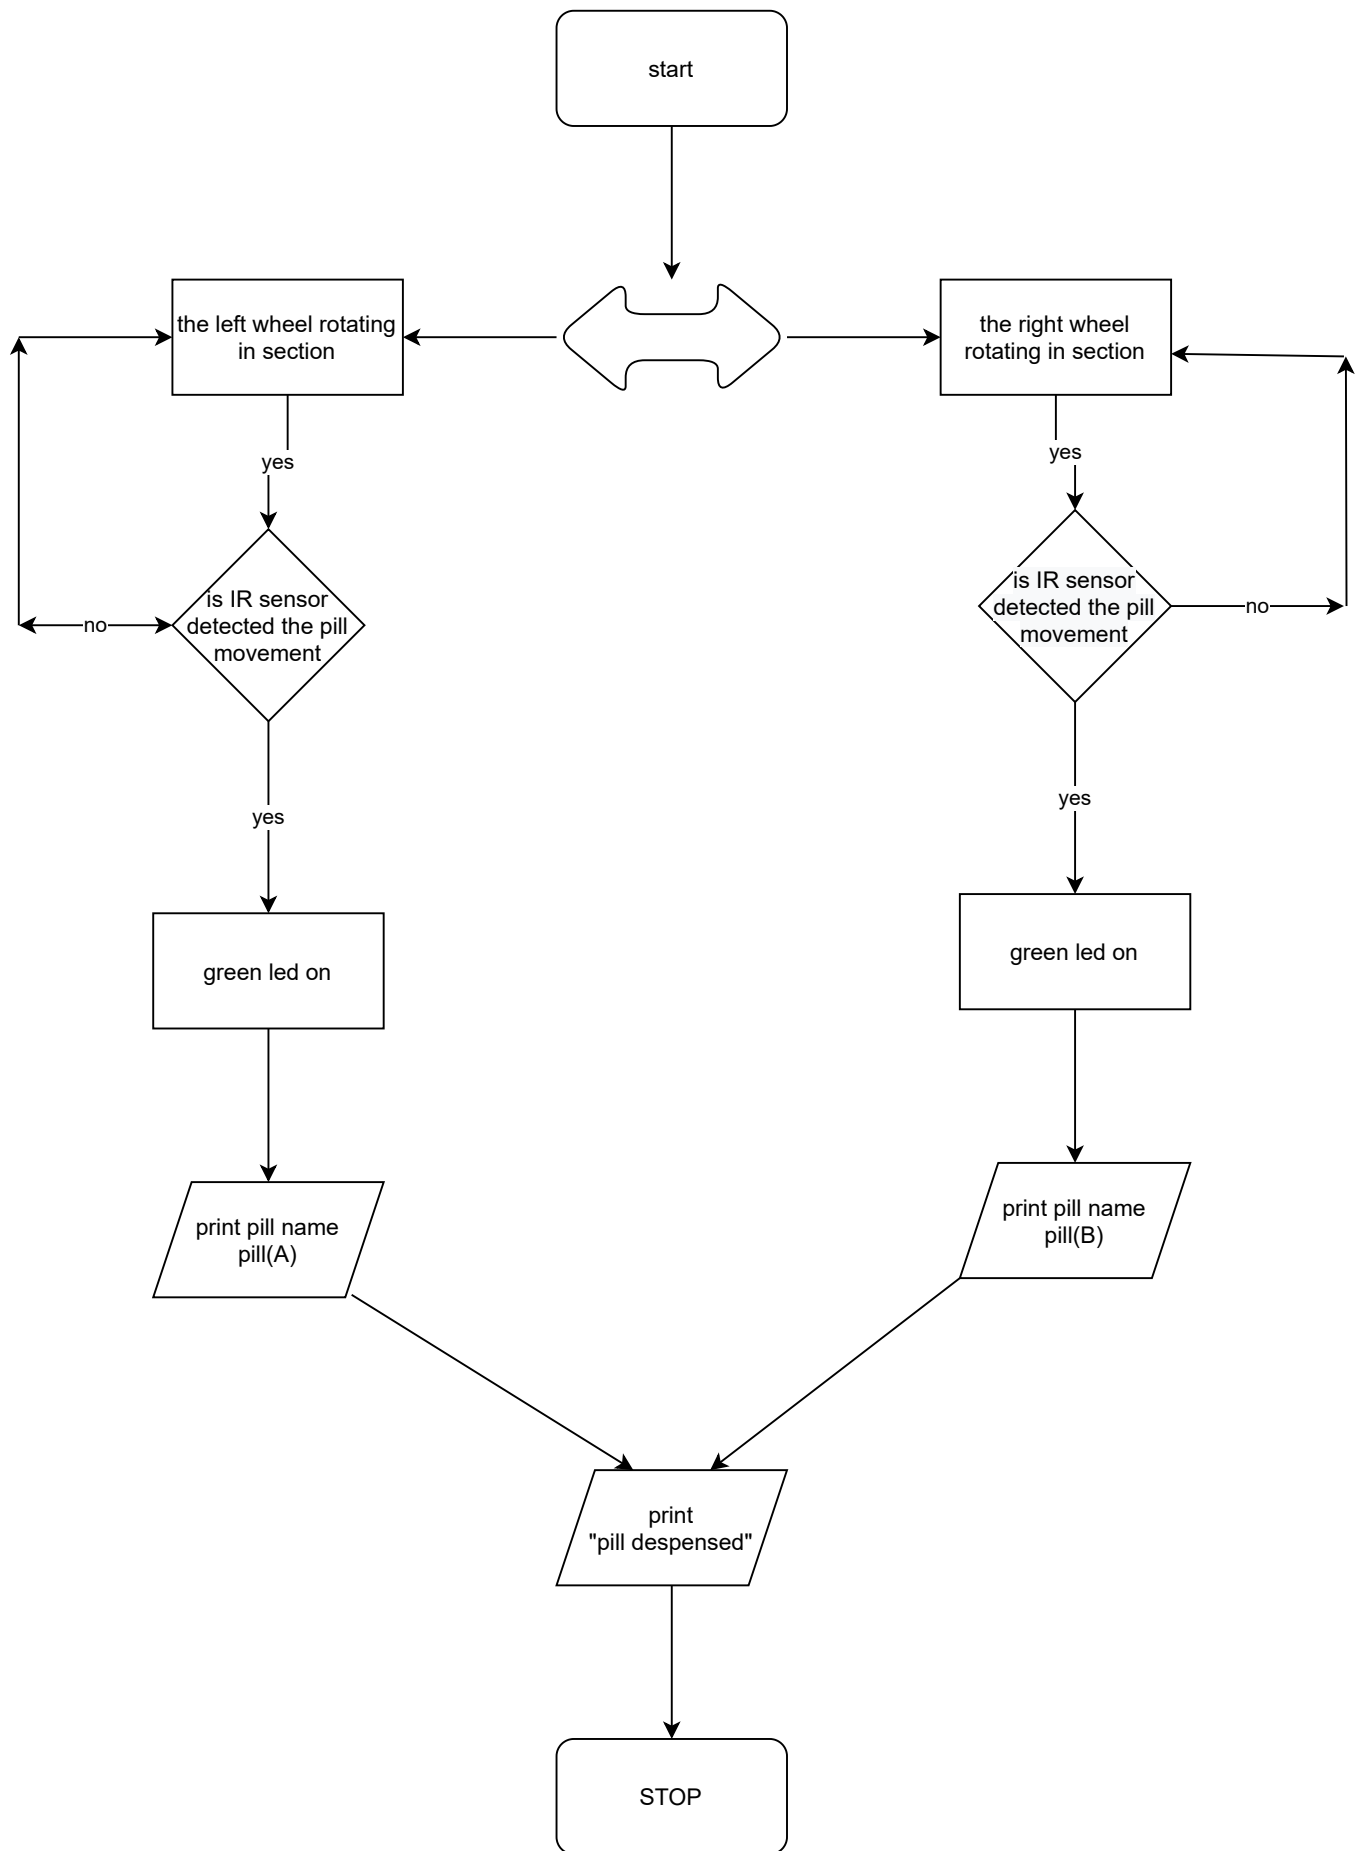 start
the left wheel rotating
in section
the right wheel
rotating in section
yes
yes
is IR sensor
detected the pill
movement
no
is IR sensor
detected the pill
movement
no
yes
yes
green led on
green led on
print pill name
pill(A)
print pill name
pill(B)
print
"pill despensed"
STOP